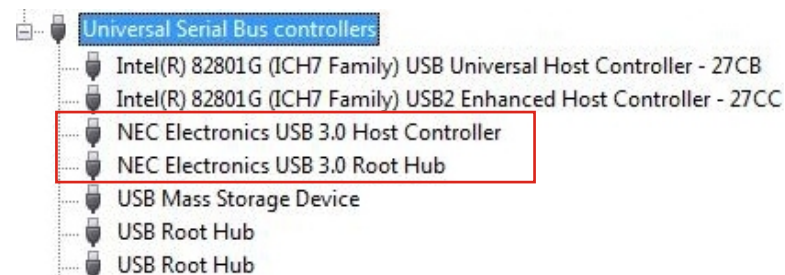 Universal Serial Bus controllers
Intel(R) 82801G (ICH7 Family) USB Universal Host Controller - 27CB
Intel(R) 82801G (ICH7 Family) USB2 Enhanced Host Controller - 27CC
NEC Electronics USB 3.0 Host Controller
NEC Electronics USB 3.0 Root Hub
USB Mass Storage Device
USB Root Hub
USB Root Hub